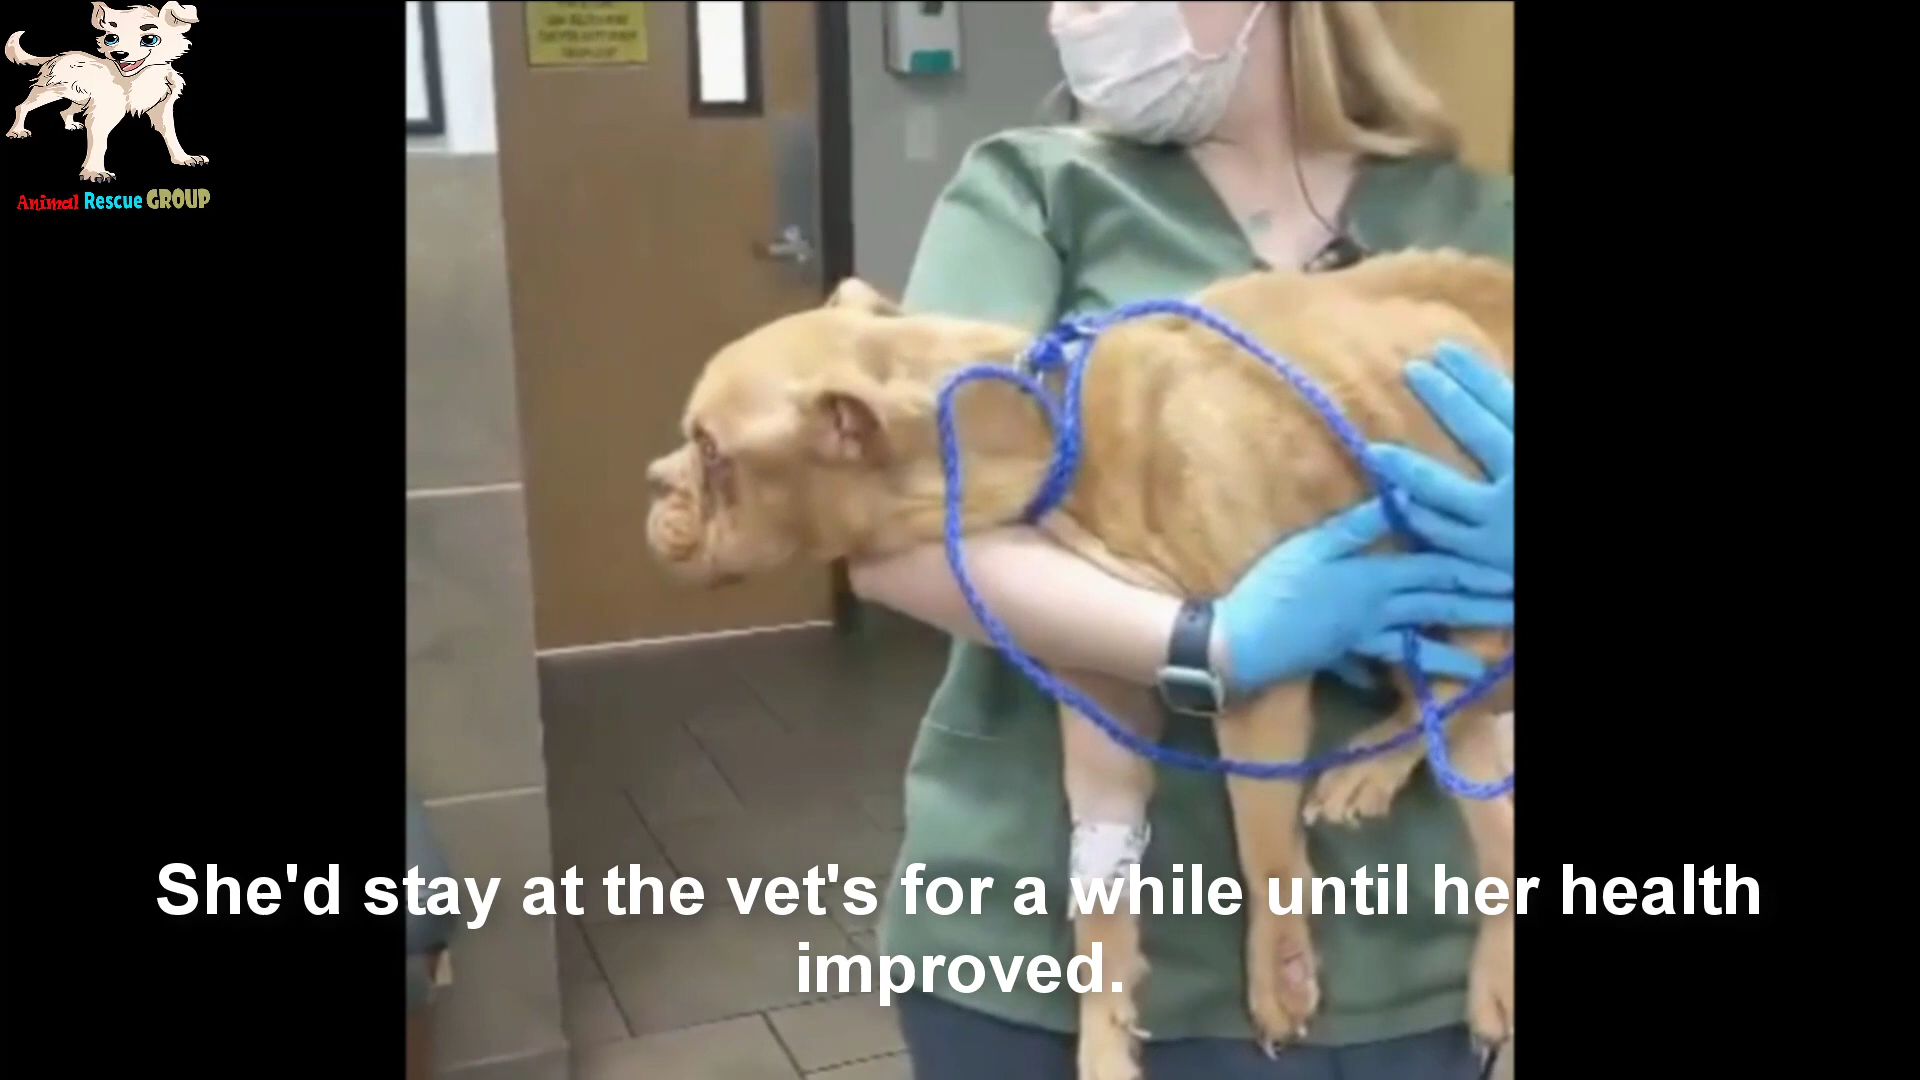 Animal Rescue GROUP
She'd stay at the vet's for a while until her health
improved.